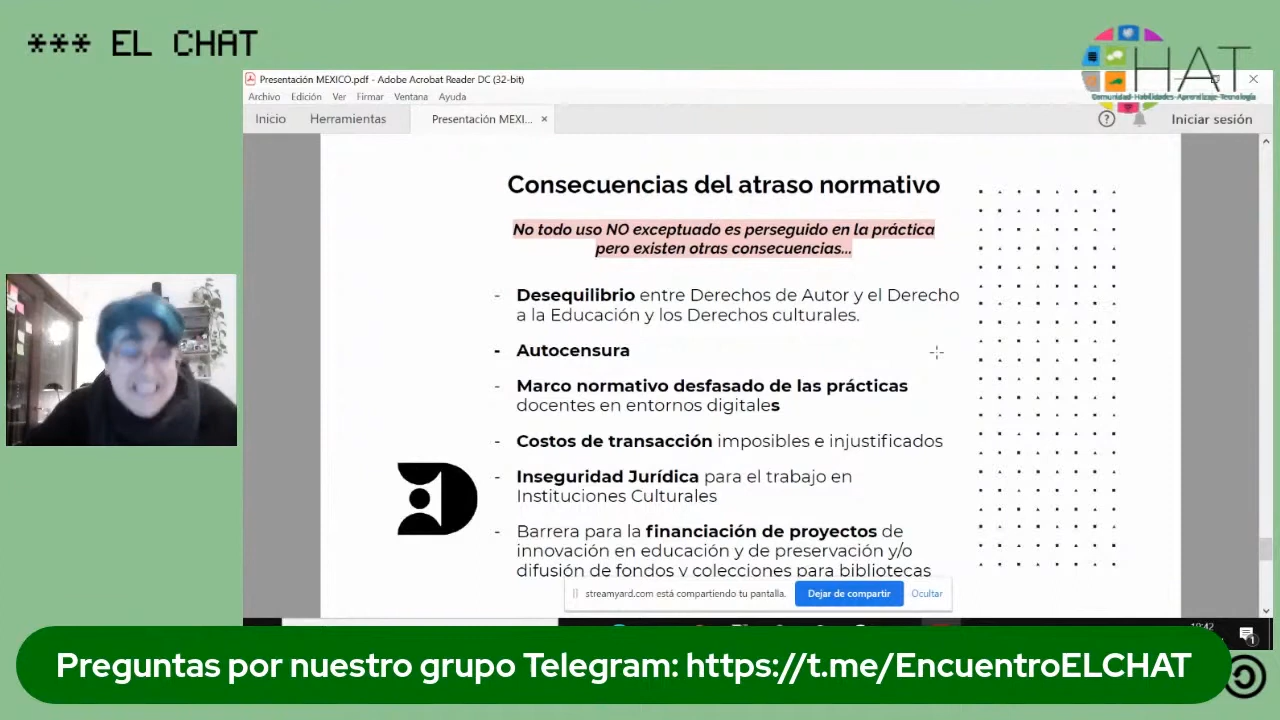 *** EL CHAT
HAT
Comunidad-Habilidades-Aprendizaje-Tecnología
Presentación MEXICO.pdf - Adobe Acrobat Reader DC (32-bit)
Archivo Edición Ver Firmar Ventana Ayuda
Inicio Herramientas Presentación MEXI... × Iniciar sesión
Consecuencias del atraso normativo
No todo uso NO exceptuado es perseguido en la práctica
pero existen otras consecuencias...
- Desequilibrio entre Derechos de Autor y el Derecho
a la Educación y los Derechos culturales.
- Autocensura
- Marco normativo desfasado de las prácticas
docentes en entornos digitales
- Costos de transacción imposibles e injustificados
- Inseguridad Jurídica para el trabajo en
Instituciones Culturales
- Barrera para la financiación de proyectos de
innovación en educación y de preservación y/o
difusión de fondos y colecciones para bibliotecas
streamyard.com está compartiendo tu pantalla. Dejar de compartir Ocultar
Preguntas por nuestro grupo Telegram: https://t.me/EncuentroELCHAT